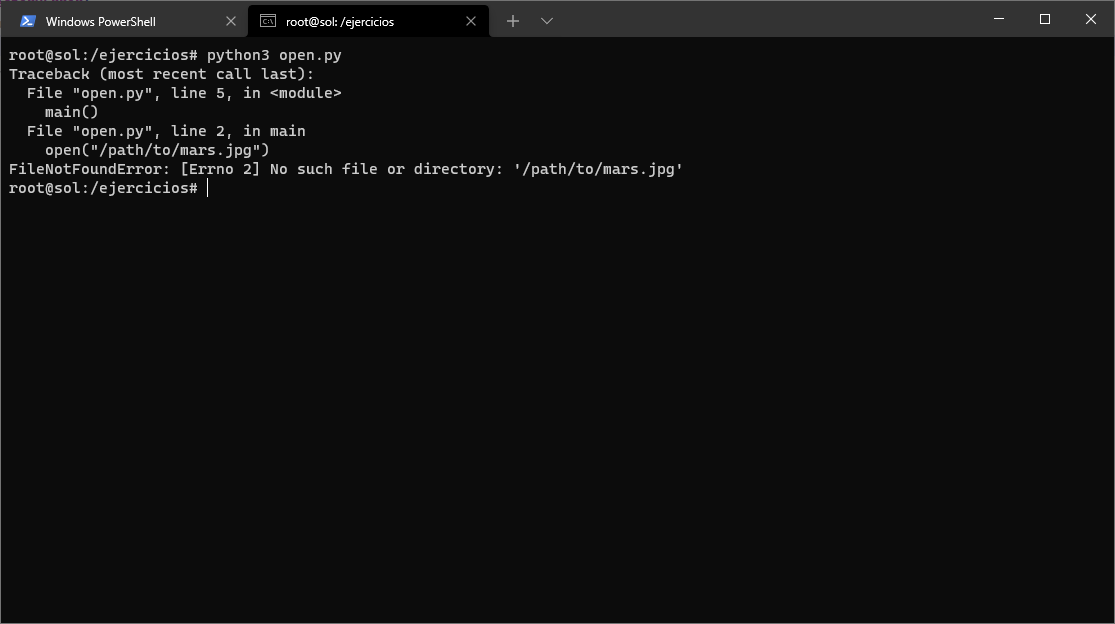 Windows PowerShell
root@sol: /ejercicios
root@sol:/ejercicios# python3 open.py
Traceback (most recent call last):
  File "open.py", line 5, in <module>
    main()
  File "open.py", line 2, in main
    open("/path/to/mars.jpg")
FileNotFoundError: [Errno 2] No such file or directory: '/path/to/mars.jpg'
root@sol:/ejercicios#